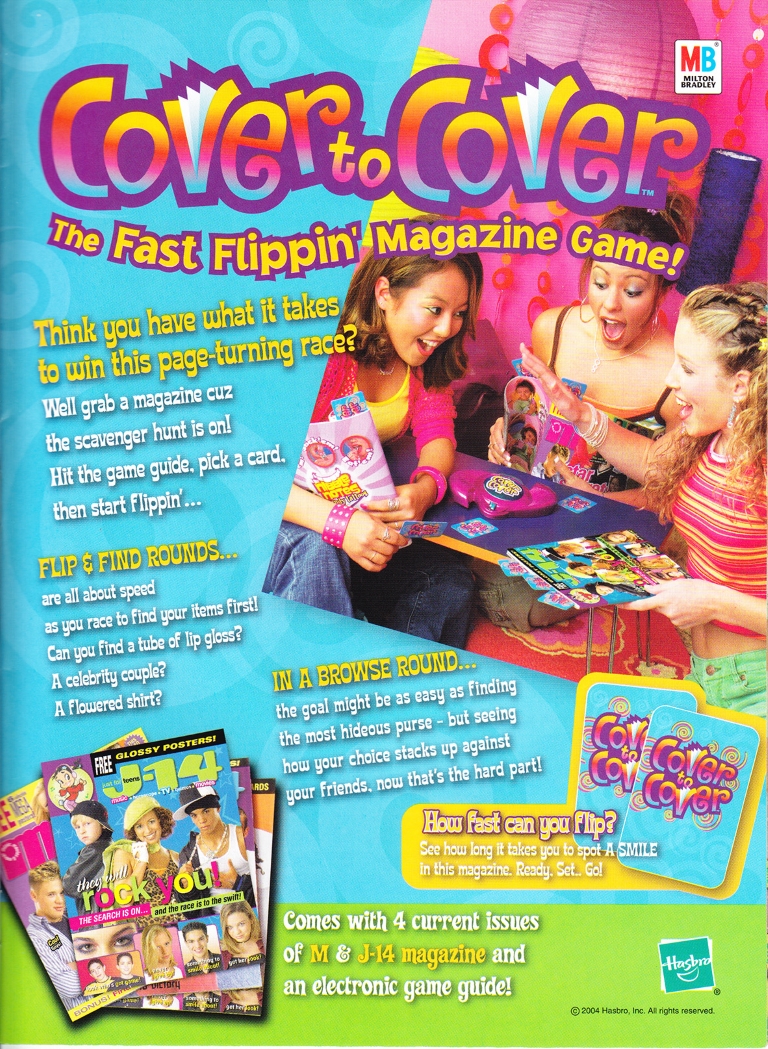 MB®
MILTON
BRADLEY
Cover to Cover™
The Fast Flippin' Magazine Game!
Think you have what it takes
to win this page-turning race?
Well grab a magazine cuz
the scavenger hunt is on!
Hit the game guide, pick a card,
then start flippin'...
FLIP & FIND ROUNDS...
are all about speed
as you race to find your items first!
Can you find a tube of lip gloss?
A celebrity couple?
A flowered shirt?
IN A BROWSE ROUND...
the goal might be as easy as finding
the most hideous purse - but seeing
how your choice stacks up against
your friends, now that's the hard part!
Cover to Cover
Cover to Cover
How fast can you flip?
See how long it takes you to spot A SMILE
in this magazine. Ready, Set.. Go!
FREE GLOSSY POSTERS!
J-14
just for teens
they will
rock you!
THE SEARCH IS ON... and the race is to the swift!
Comes with 4 current issues
of M & J-14 magazine and
an electronic game guide!
Hasbro®
© 2004 Hasbro, Inc. All rights reserved.